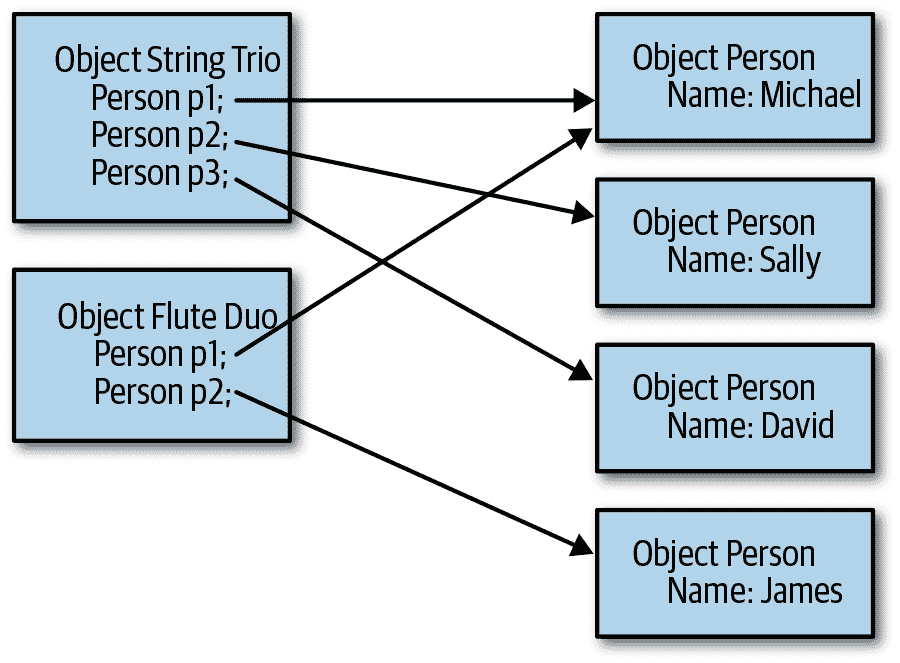 Object String Trio
Person p1;
Person p2;
Person p3;
Object Flute Duo
Person p1;
Person p2;
Object Person
Name: Michael
Object Person
Name: Sally
Object Person
Name: David
Object Person
Name: James